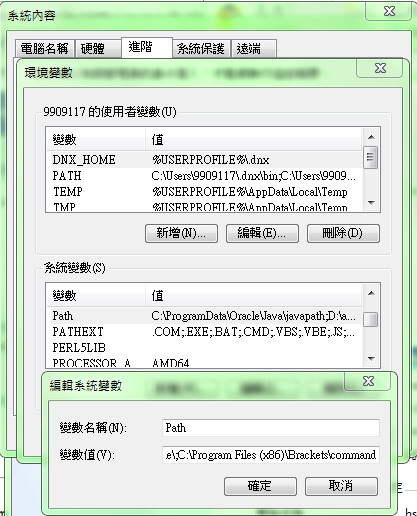 系統內容
電腦名稱 硬體 進階 系統保護 遠端
環境變數
9909117 的使用者變數(U)
變數 值
DNX_HOME %USERPROFILE%\.dnx
PATH C:\Users\9909117\.dnx\bin;C:\Users\9909...
TEMP %USERPROFILE%\AppData\Local\Temp
TMP %USERPROFILE%\AppData\Local\Temp
新增(N)... 編輯(E)... 刪除(D)
系統變數(S)
變數 值
Path C:\ProgramData\Oracle\Java\javapath;D:\a...
PATHEXT .COM;.EXE;.BAT;.CMD;.VBS;.VBE;.JS;...
PERL5LIB
PROCESSOR_A... AMD64
編輯系統變數
變數名稱(N): Path
變數值(V): e\;C:\Program Files (x86)\Brackets\command
確定 取消